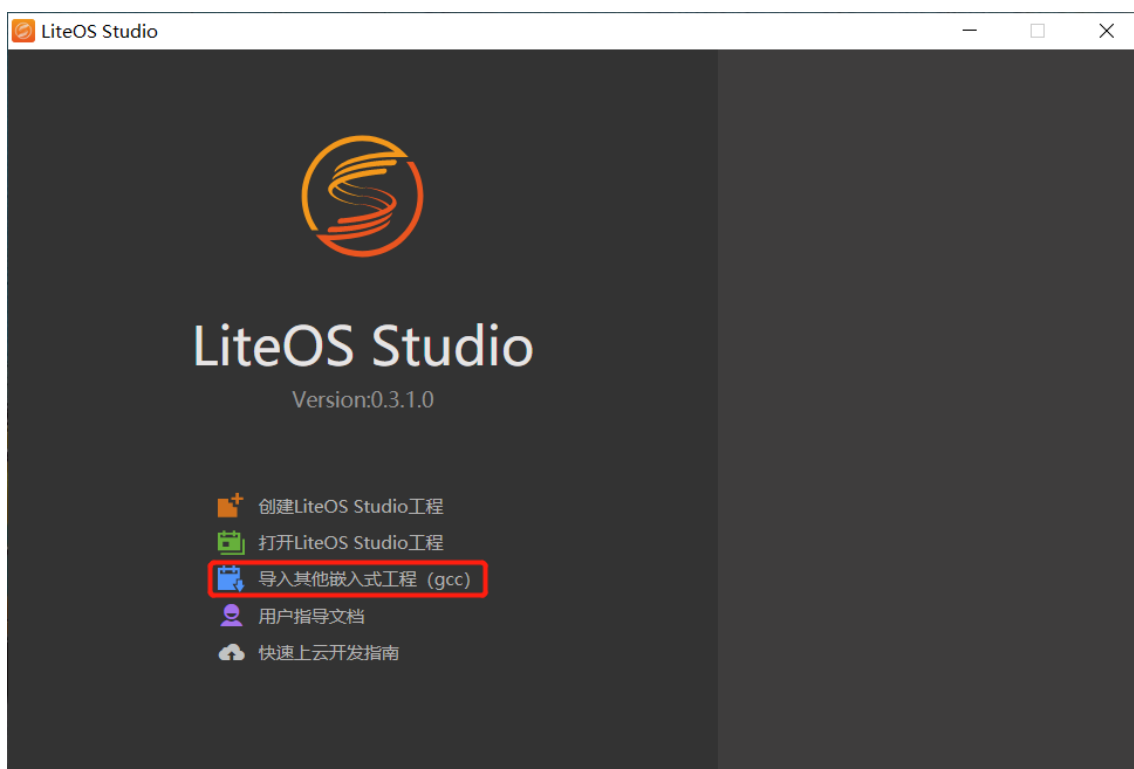 LiteOS Studio
LiteOS Studio
Version:0.3.1.0
创建LiteOS Studio工程
打开LiteOS Studio工程
导入其他嵌入式工程（gcc）
用户指导文档
快速上云开发指南